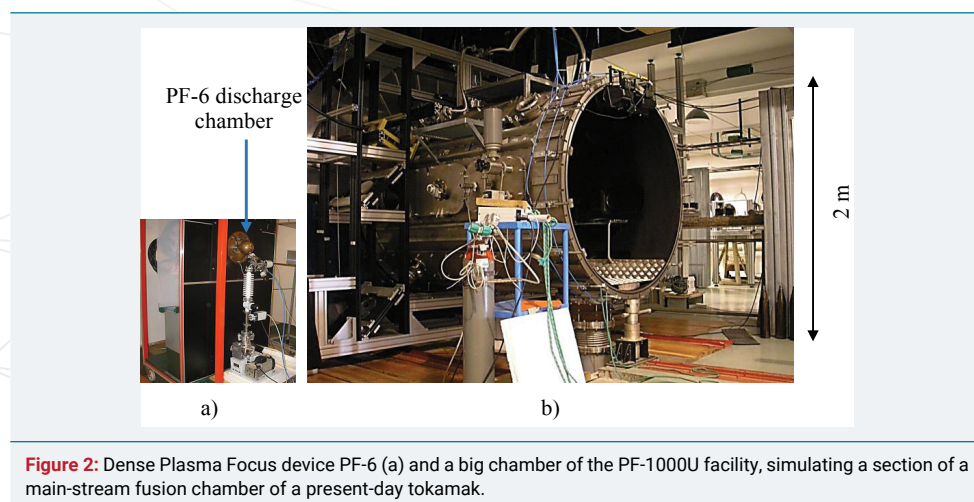 PF-6 discharge
chamber
2 m
a)
b)
Figure 2: Dense Plasma Focus device PF-6 (a) and a big chamber of the PF-1000U facility, simulating a section of a
main-stream fusion chamber of a present-day tokamak.